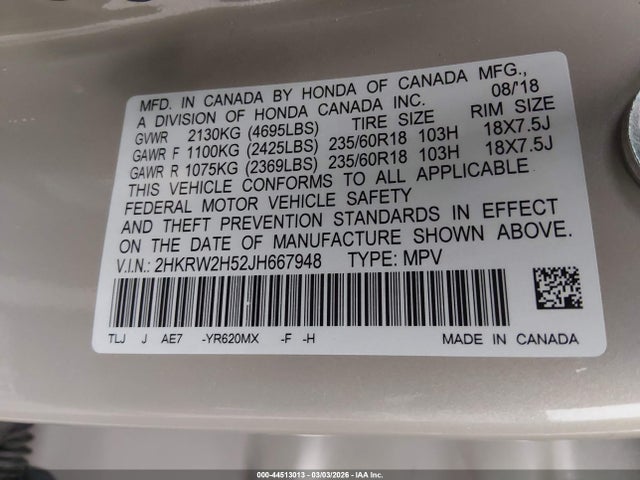 MFD. IN CANADA BY HONDA OF CANADA MFG., 08/'18
A DIVISION OF HONDA CANADA INC.
GVWR 2130KG (4695LBS) TIRE SIZE RIM SIZE
GAWR F 1100KG (2425LBS) 235/60R18 103H 18X7.5J
GAWR R 1075KG (2369LBS) 235/60R18 103H 18X7.5J
THIS VEHICLE CONFORMS TO ALL APPLICABLE
FEDERAL MOTOR VEHICLE SAFETY
AND THEFT PREVENTION STANDARDS IN EFFECT
ON THE DATE OF MANUFACTURE SHOWN ABOVE.
V.I.N.: 2HKRW2H52JH667948 TYPE: MPV
TLJ J AE7 -YR620MX -F -H MADE IN CANADA
000-44513013 - 03/03/2026 - IAA Inc.